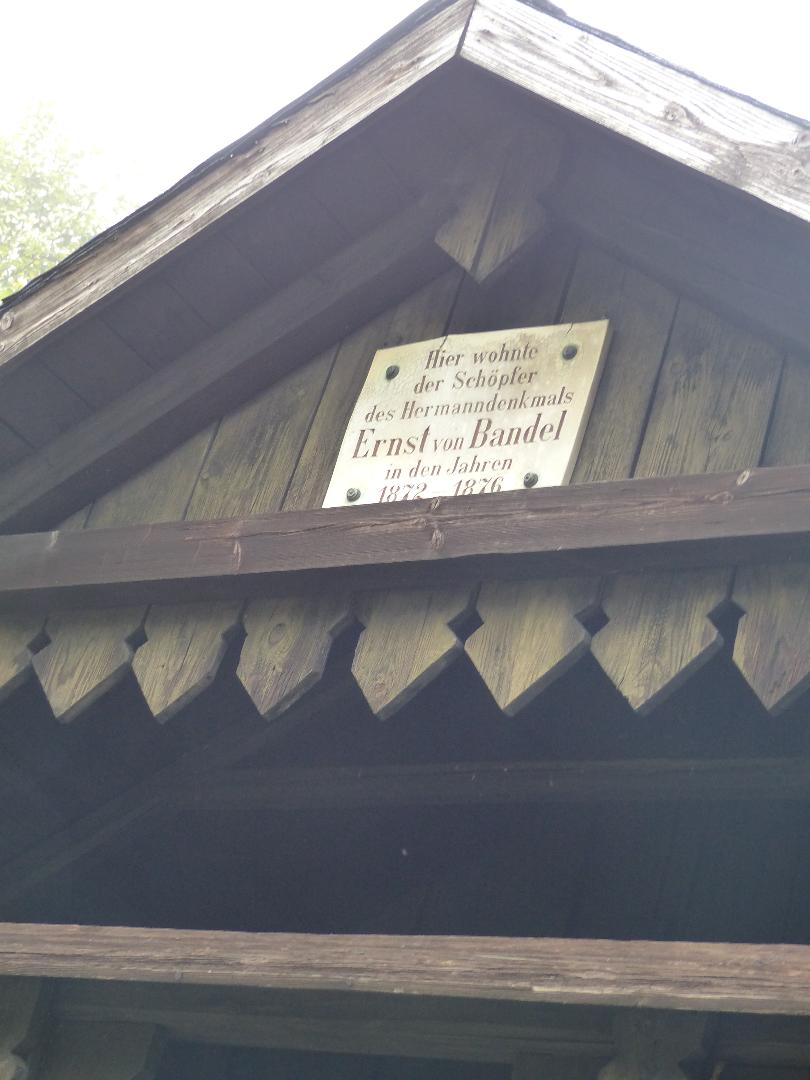 Hier wohnte
der Schöpfer
des Hermanndenkmals
Ernst von Bandel
in den Jahren
1872 1876